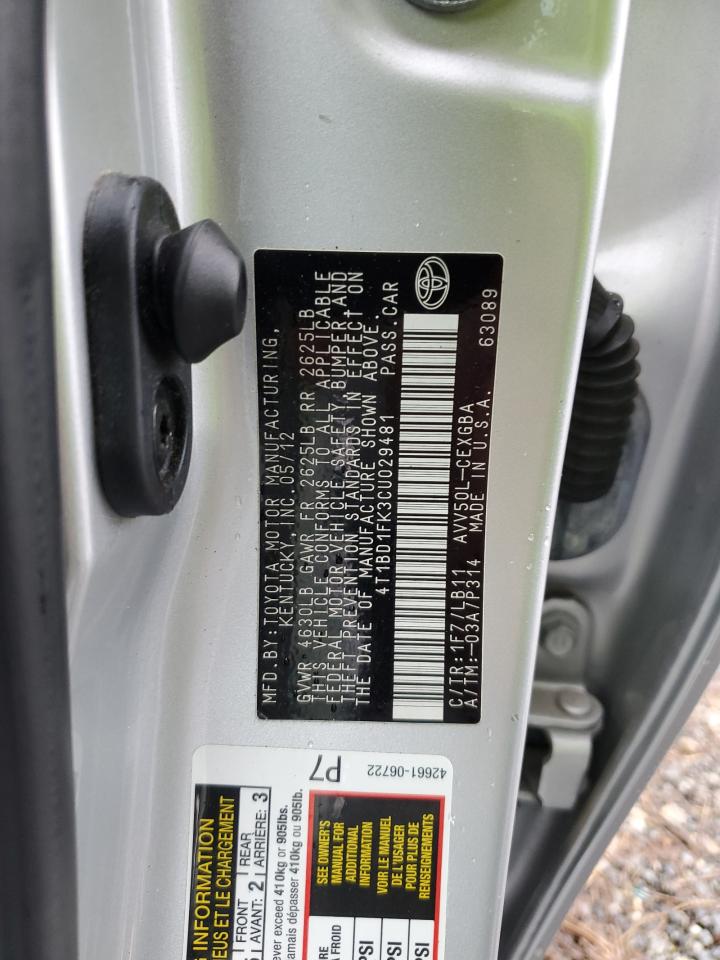 MFD. BY: TOYOTA MOTOR MANUFACTURING,
KENTUCKY, INC. 05/12
GVWR 4630LB GAWR FR 2625LB RR 2625LB
THIS VEHICLE CONFORMS TO ALL APPLICABLE
FEDERAL MOTOR VEHICLE SAFETY, BUMPER AND
THEFT PREVENTION STANDARDS IN EFFECT ON
THE DATE OF MANUFACTURE SHOWN ABOVE.
4T1BD1FK3CU029481 PASS. CAR
C/TR: 1F7/LB11 AVV50L-CEXGBA
A/TM: -03A7P314 MADE IN U.S.A. 63089
P7 42661-06722
INFORMATION
ET LE CHARGEMENT
FRONT 2 REAR 3
AVANT: ARRIÈRE:
exceed 410kg or 905lbs.
jamais dépasser 410kg ou 905lb.
SEE OWNER'S
MANUAL FOR
ADDITIONAL
INFORMATION
VOIR LE MANUEL
DE L'USAGER
POUR PLUS DE
RENSEIGNEMENTS
FROID
PSI
PSI